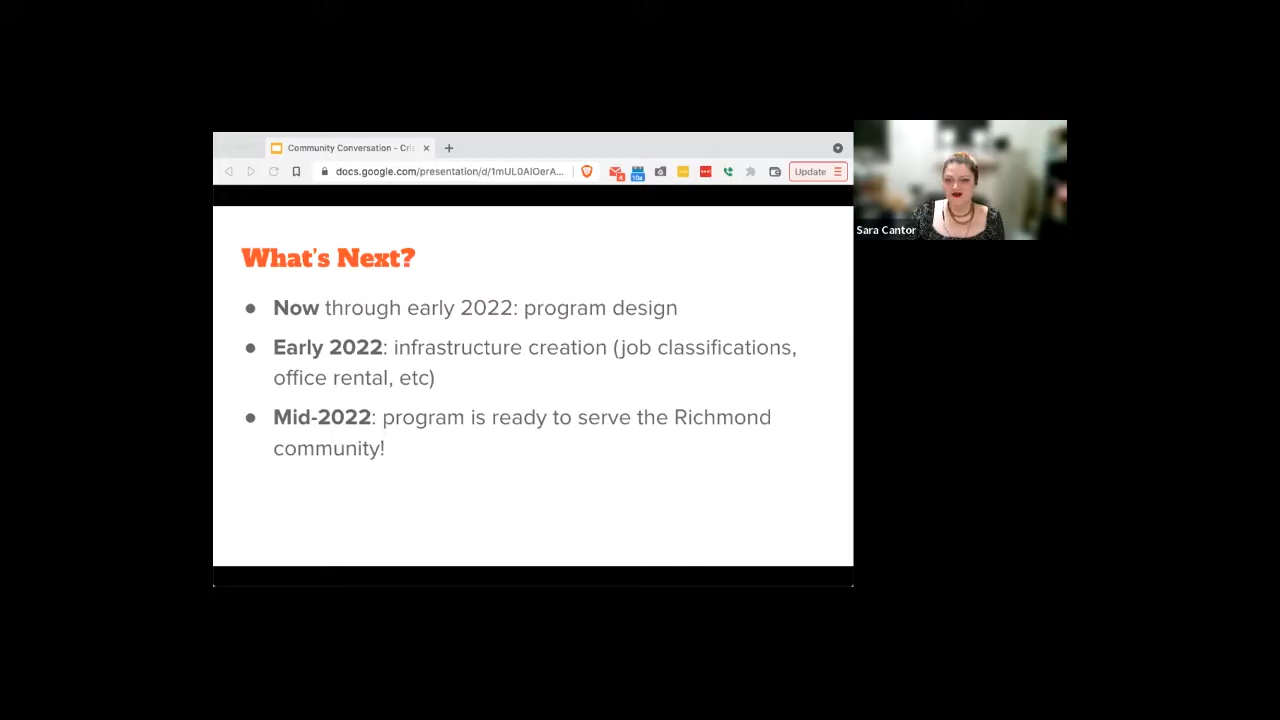 Community Conversation - Cri
docs.google.com/presentation/d/1mUL0AIOerA...
Update
What's Next?
● Now through early 2022: program design
● Early 2022: infrastructure creation (job classifications,
office rental, etc)
● Mid-2022: program is ready to serve the Richmond
community!
Sara Cantor